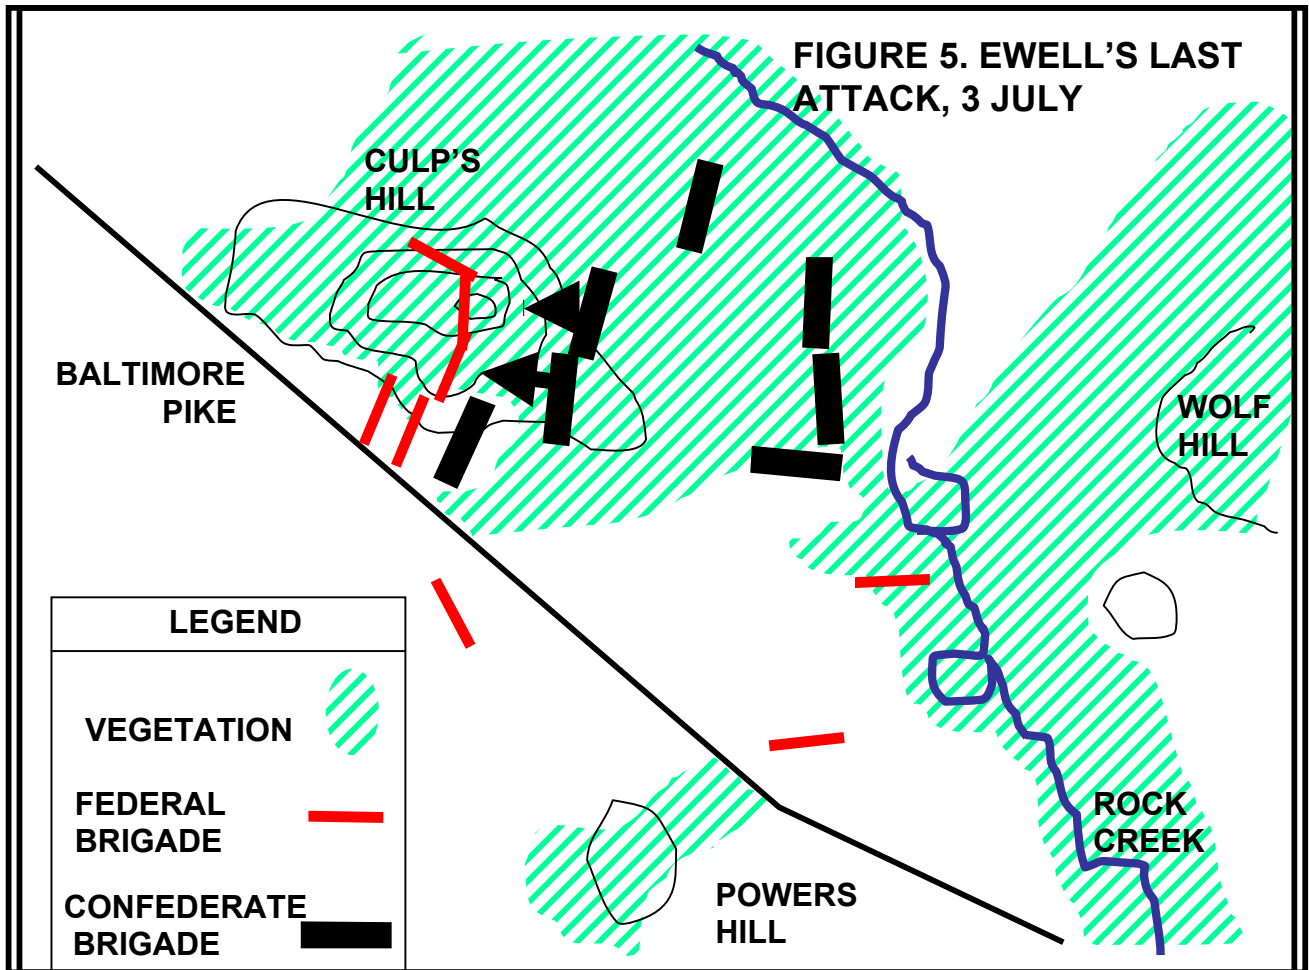 FIGURE 5. EWELL’S LAST
ATTACK, 3 JULY
CULP’S
HILL
BALTIMORE
PIKE
WOLF
HILL
LEGEND
VEGETATION
FEDERAL
BRIGADE
CONFEDERATE
BRIGADE
ROCK
CREEK
POWERS
HILL